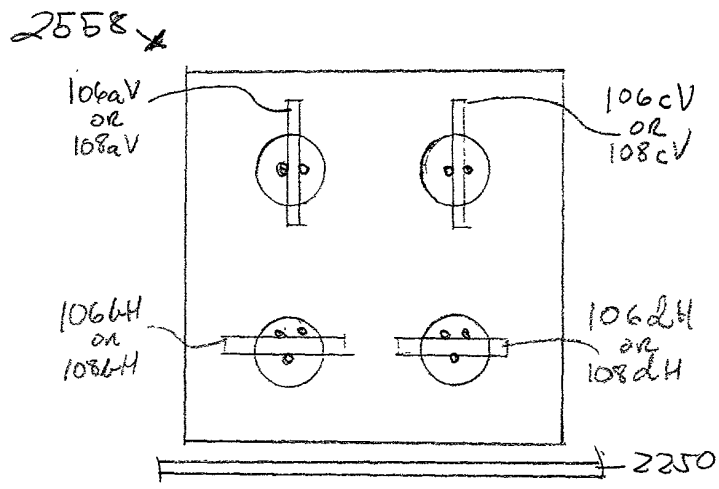 2558
106aV
OR
108aV
106cV
OR
108cV
106bH
OR
108bH
106dH
OR
108dH
2250